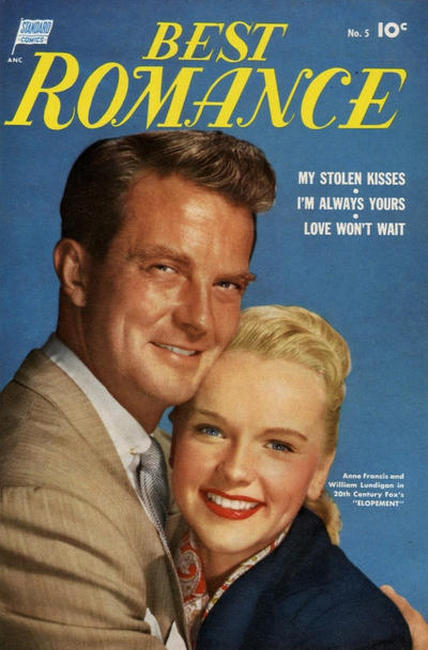 STANDARD
COMICS
ANC
BEST
ROMANCE
No. 5 10c
MY STOLEN KISSES
•
I'M ALWAYS YOURS
•
LOVE WON'T WAIT
Anne Francis and
William Lundigan in
20th Century Fox's
"ELOPEMENT"